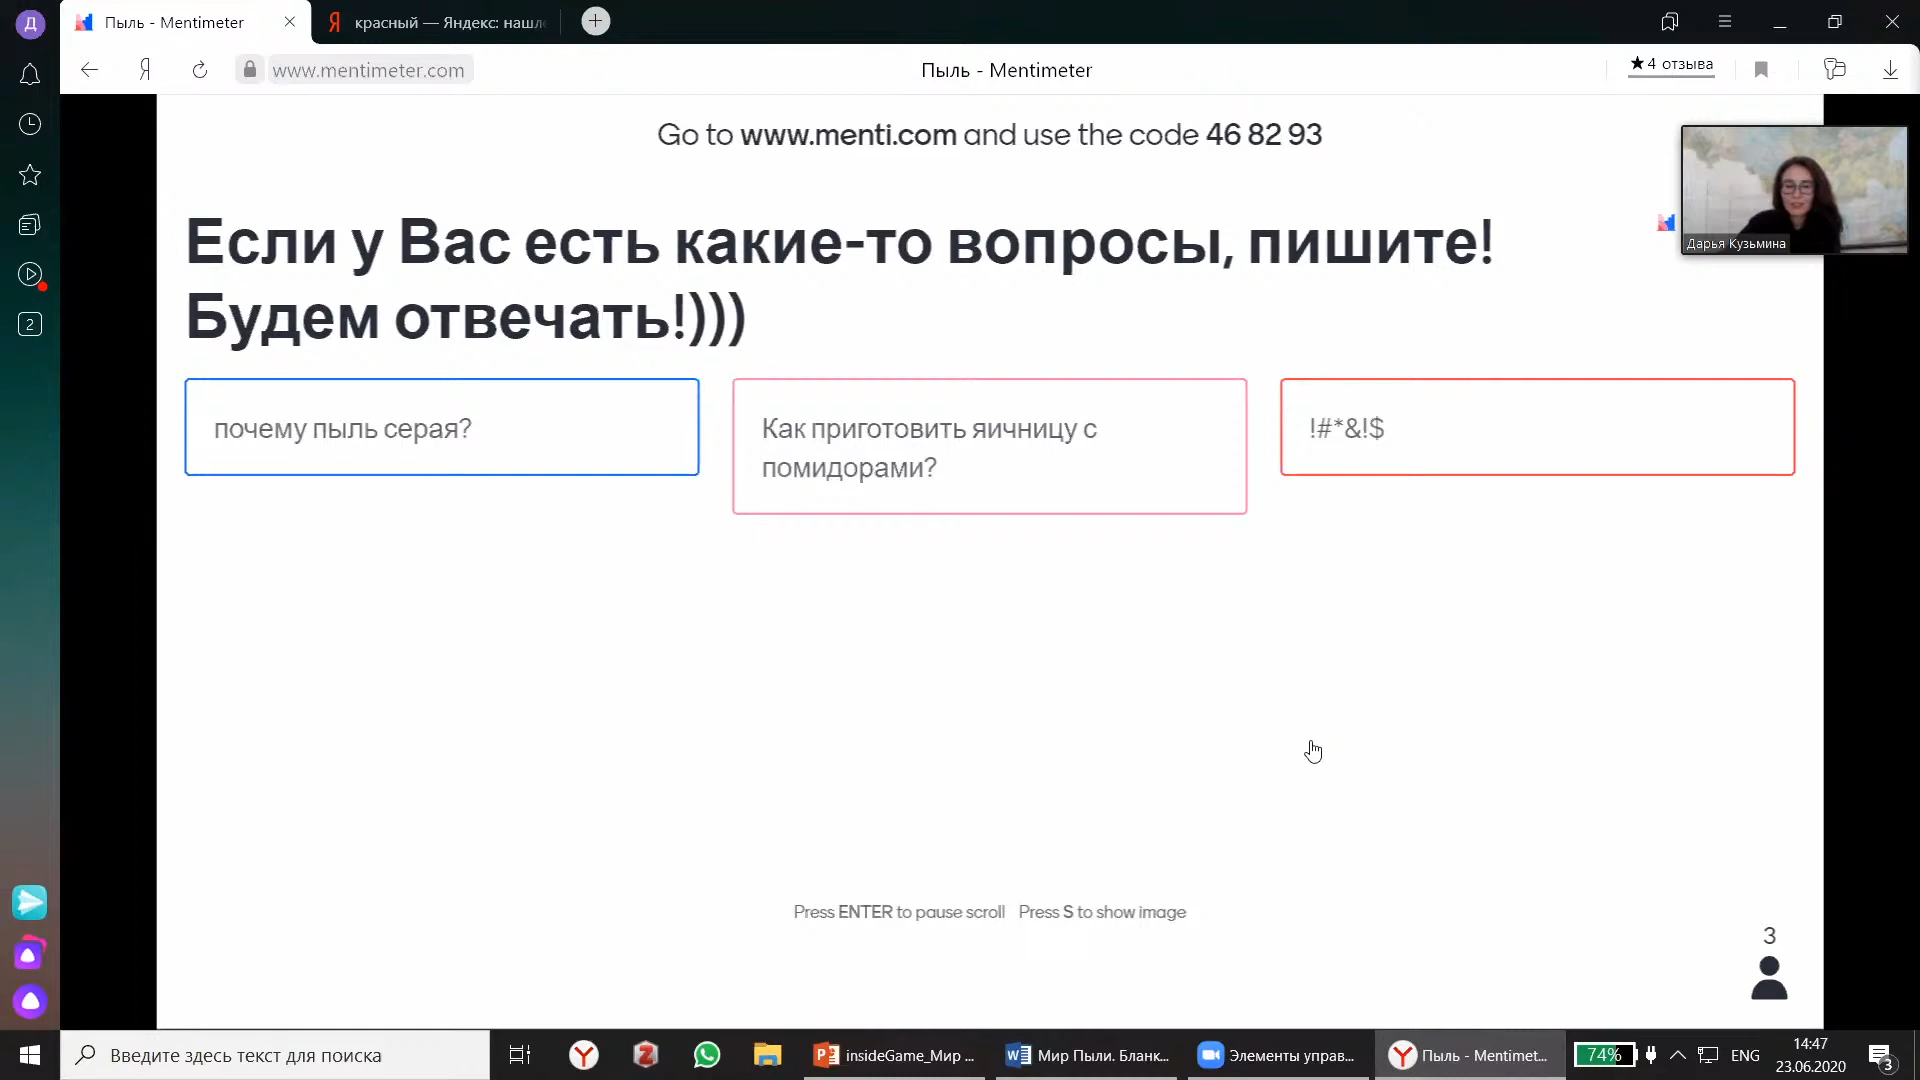 Д
Пыль - Mentimeter
красный — Яндекс: нашл
Я
www.mentimeter.com
Пыль - Mentimeter
★4 отзыва
Go to www.menti.com and use the code 46 82 93
Дарья Кузьмина
Если у Вас есть какие-то вопросы, пишите!
Будем отвечать!)))
почему пыль серая?
Как приготовить яичницу с
помидорами?
!#*&!$
2
Press ENTER to pause scroll Press S to show image
3
Введите здесь текст для поиска
insideGame_Мир ...
Мир Пыли. Бланк...
Элементы управ...
Пыль - Mentimet...
74%
ENG
14:47
23.06.2020
3